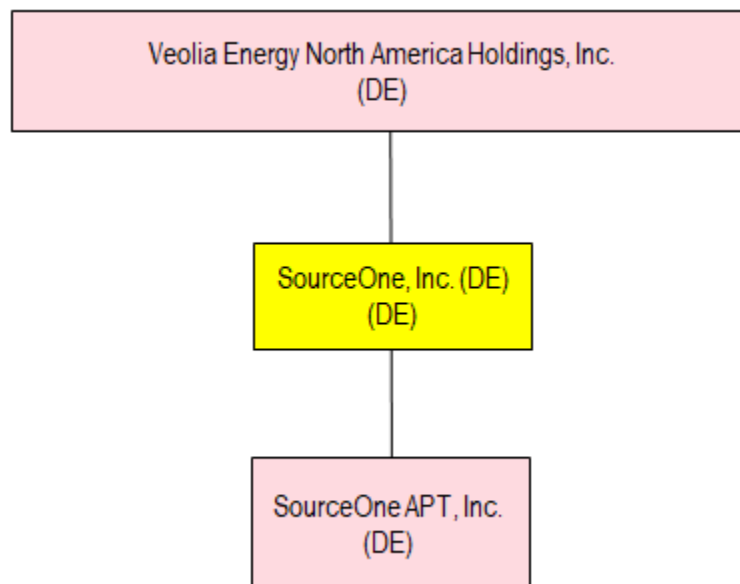 Veolia Energy North America Holdings, Inc.
(DE)
SourceOne, Inc. (DE)
(DE)
SourceOne APT, Inc.
(DE)